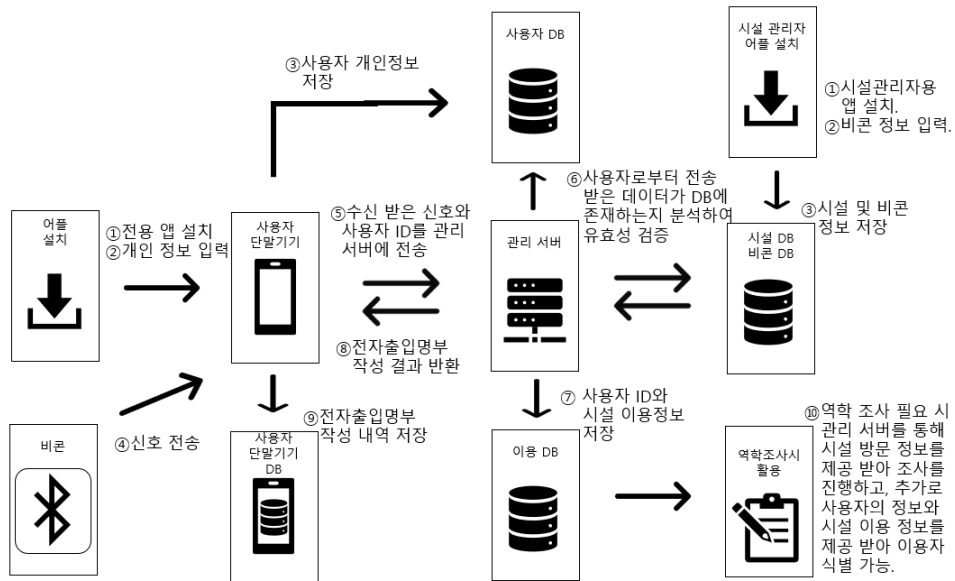 사용자 DB
시설 관리자
어플 설치
③사용자 개인정보
저장
①시설관리자용
앱 설치.
②비콘 정보 입력.
어플
설치
①전용 앱 설치
②개인 정보 입력
사용자
단말기기
⑤수신 받은 신호와
사용자 ID를 관리
서버에 전송
⑥사용자로부터 전송
받은 데이터가 DB에
존재하는지 분석하여
유효성 검증
관리 서버
③시설 및 비콘
정보 저장
시설 DB
비콘 DB
⑧전자출입명부
작성 결과 반환
비콘
④신호 전송
⑨전자출입명부
작성 내역 저장
사용자
단말기기
DB
⑦ 사용자 ID와
시설 이용정보
저장
이용 DB
역학조사시
활용
⑩역학 조사 필요 시
관리 서버를 통해
시설 방문 정보를
제공 받아 조사를
진행하고, 추가로
사용자의 정보와
시설 이용 정보를
제공 받아 이용자
식별 가능.